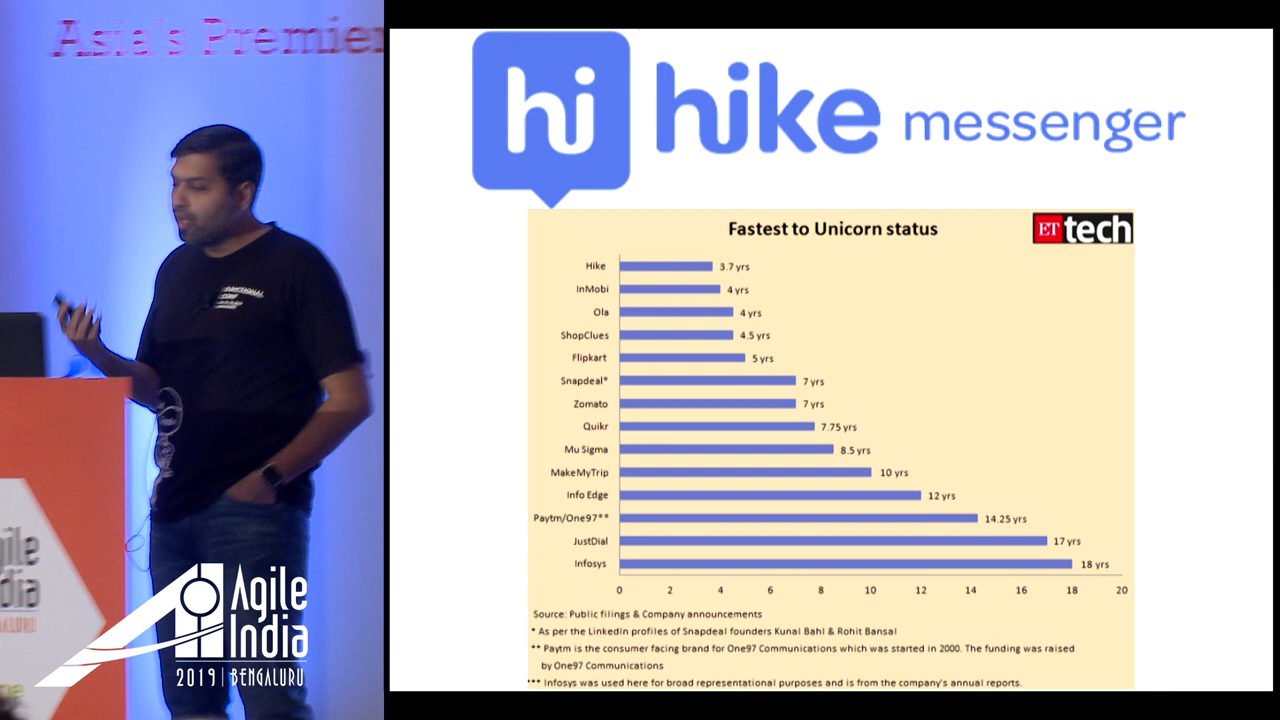 Asia's Premier
hi hike messenger
Fastest to Unicorn status
ET tech
Hike 3.7 yrs
InMobi 4 yrs
Ola 4 yrs
ShopClues 4.5 yrs
Flipkart 5 yrs
Snapdeal* 7 yrs
Zomato 7 yrs
Quikr 7.75 yrs
Mu Sigma 8.5 yrs
MakeMyTrip 10 yrs
Info Edge 12 yrs
Paytm/One97** 14.25 yrs
JustDial 17 yrs
Infosys 18 yrs
0 2 4 6 8 10 12 14 16 18 20
Source: Public filings & Company announcements
* As per the LinkedIn profiles of Snapdeal founders Kunal Bahl & Rohit Bansal
** Paytm is the consumer facing brand for One97 Communications which was started in 2000. The funding was raised
by One97 Communications
*** Infosys was used here for broad representational purposes and is from the company's annual reports.
Agile
India
2019 | BENGALURU